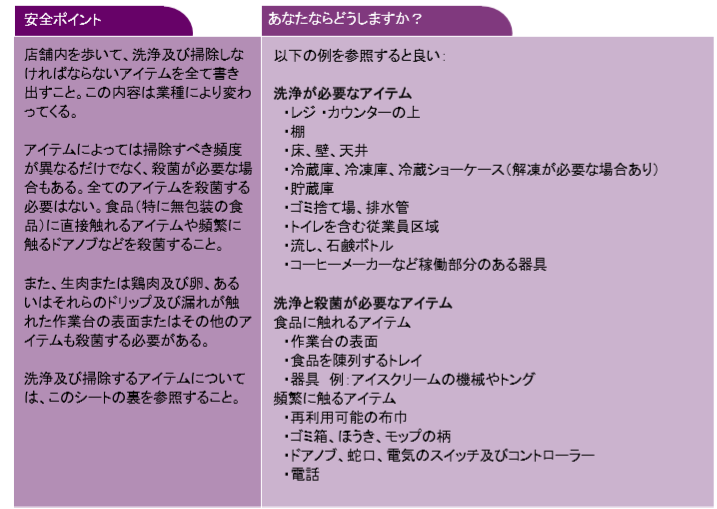 安全ポイント
店舗内を歩いて、洗浄及び掃除しな
ければならないアイテムを全て書き
出すこと。この内容は業種により変わ
ってくる。
アイテムによっては掃除すべき頻度
が異なるだけでなく、殺菌が必要な場
合もある。全てのアイテムを殺菌する
必要はない。食品（特に無包装の食
品）に直接触れるアイテムや頻繁に
触るドアノブなどを殺菌すること。
また、生肉または鶏肉及び卵、ある
いはそれらのドリップ及び漏れが触
れた作業台の表面またはその他のア
イテムも殺菌する必要がある。
洗浄及び掃除するアイテムについて
は、このシートの裏を参照すること。
あなたならどうしますか？
以下の例を参照すると良い：
洗浄が必要なアイテム
・レジ・カウンターの上
・棚
・床、壁、天井
・冷蔵庫、冷凍庫、冷蔵ショーケース（解凍が必要な場合あり）
・貯蔵庫
・ゴミ捨て場、排水管
・トイレを含む従業員区域
・流し、石鹸ボトル
・コーヒーメーカーなど稼働部分のある器具
洗浄と殺菌が必要なアイテム
食品に触れるアイテム
・作業台の表面
・食品を陳列するトレイ
・器具　例：アイスクリームの機械やトング
頻繁に触るアイテム
・再利用可能の布巾
・ゴミ箱、ほうき、モップの柄
・ドアノブ、蛇口、電気のスイッチ及びコントローラー
・電話